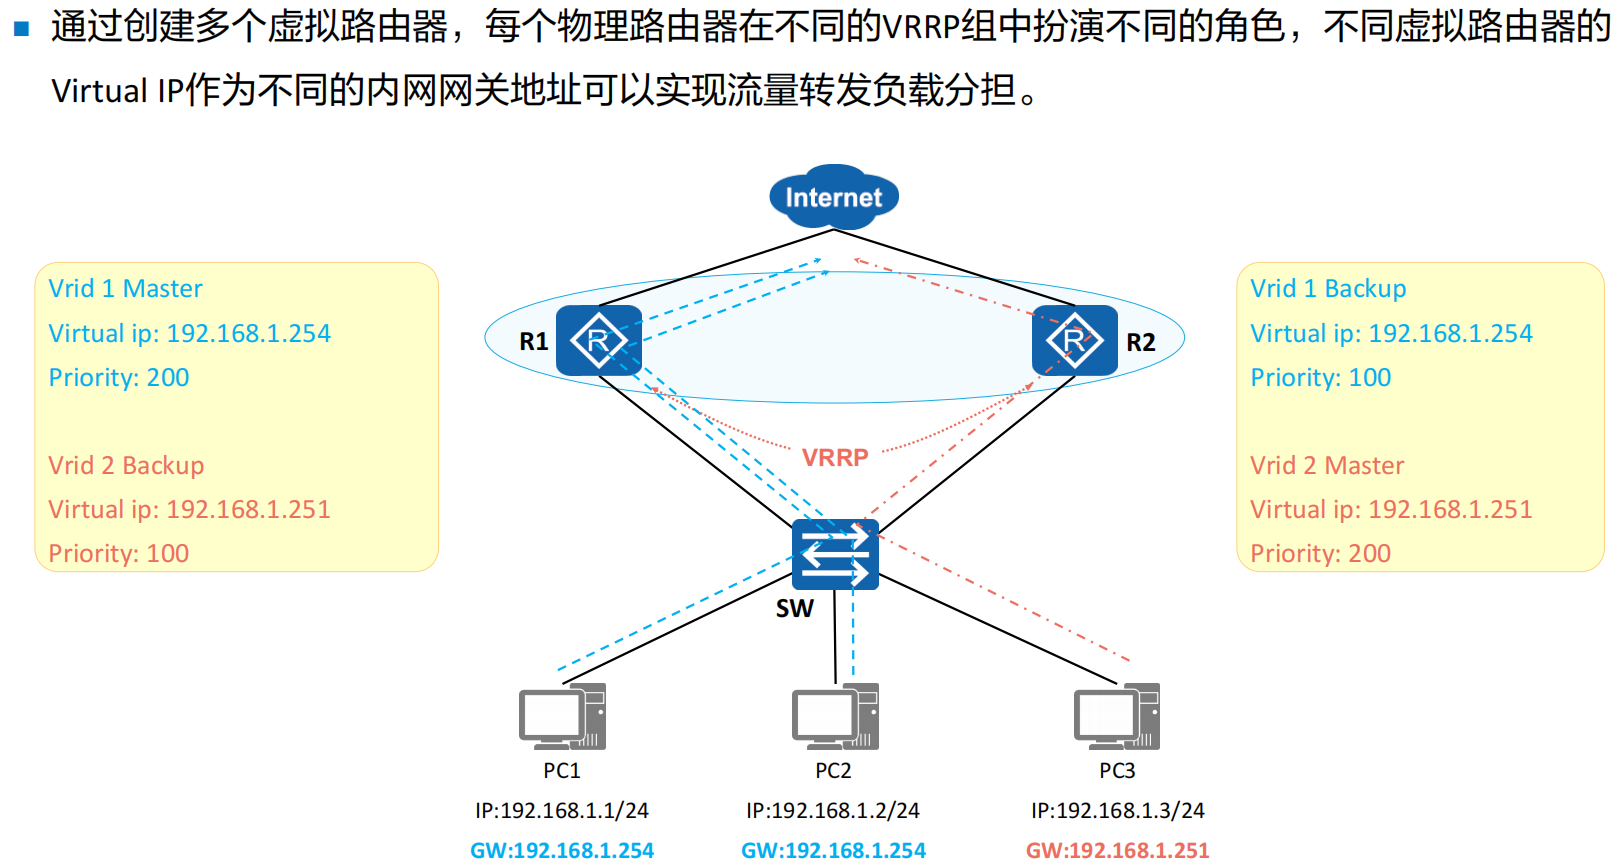 通过创建多个虚拟路由器，每个物理路由器在不同的VRRP组中扮演不同的角色，不同虚拟路由器的
Virtual IP作为不同的内网网关地址可以实现流量转发负载分担。
Internet
Vrid 1 Master
Virtual ip: 192.168.1.254
Priority: 200
Vrid 2 Backup
Virtual ip: 192.168.1.251
Priority: 100
R1
R
R
R2
Vrid 1 Backup
Virtual ip: 192.168.1.254
Priority: 100
Vrid 2 Master
Virtual ip: 192.168.1.251
Priority: 200
VRRP
SW
PC1
IP:192.168.1.1/24
GW:192.168.1.254
PC2
IP:192.168.1.2/24
GW:192.168.1.254
PC3
IP:192.168.1.3/24
GW:192.168.1.251